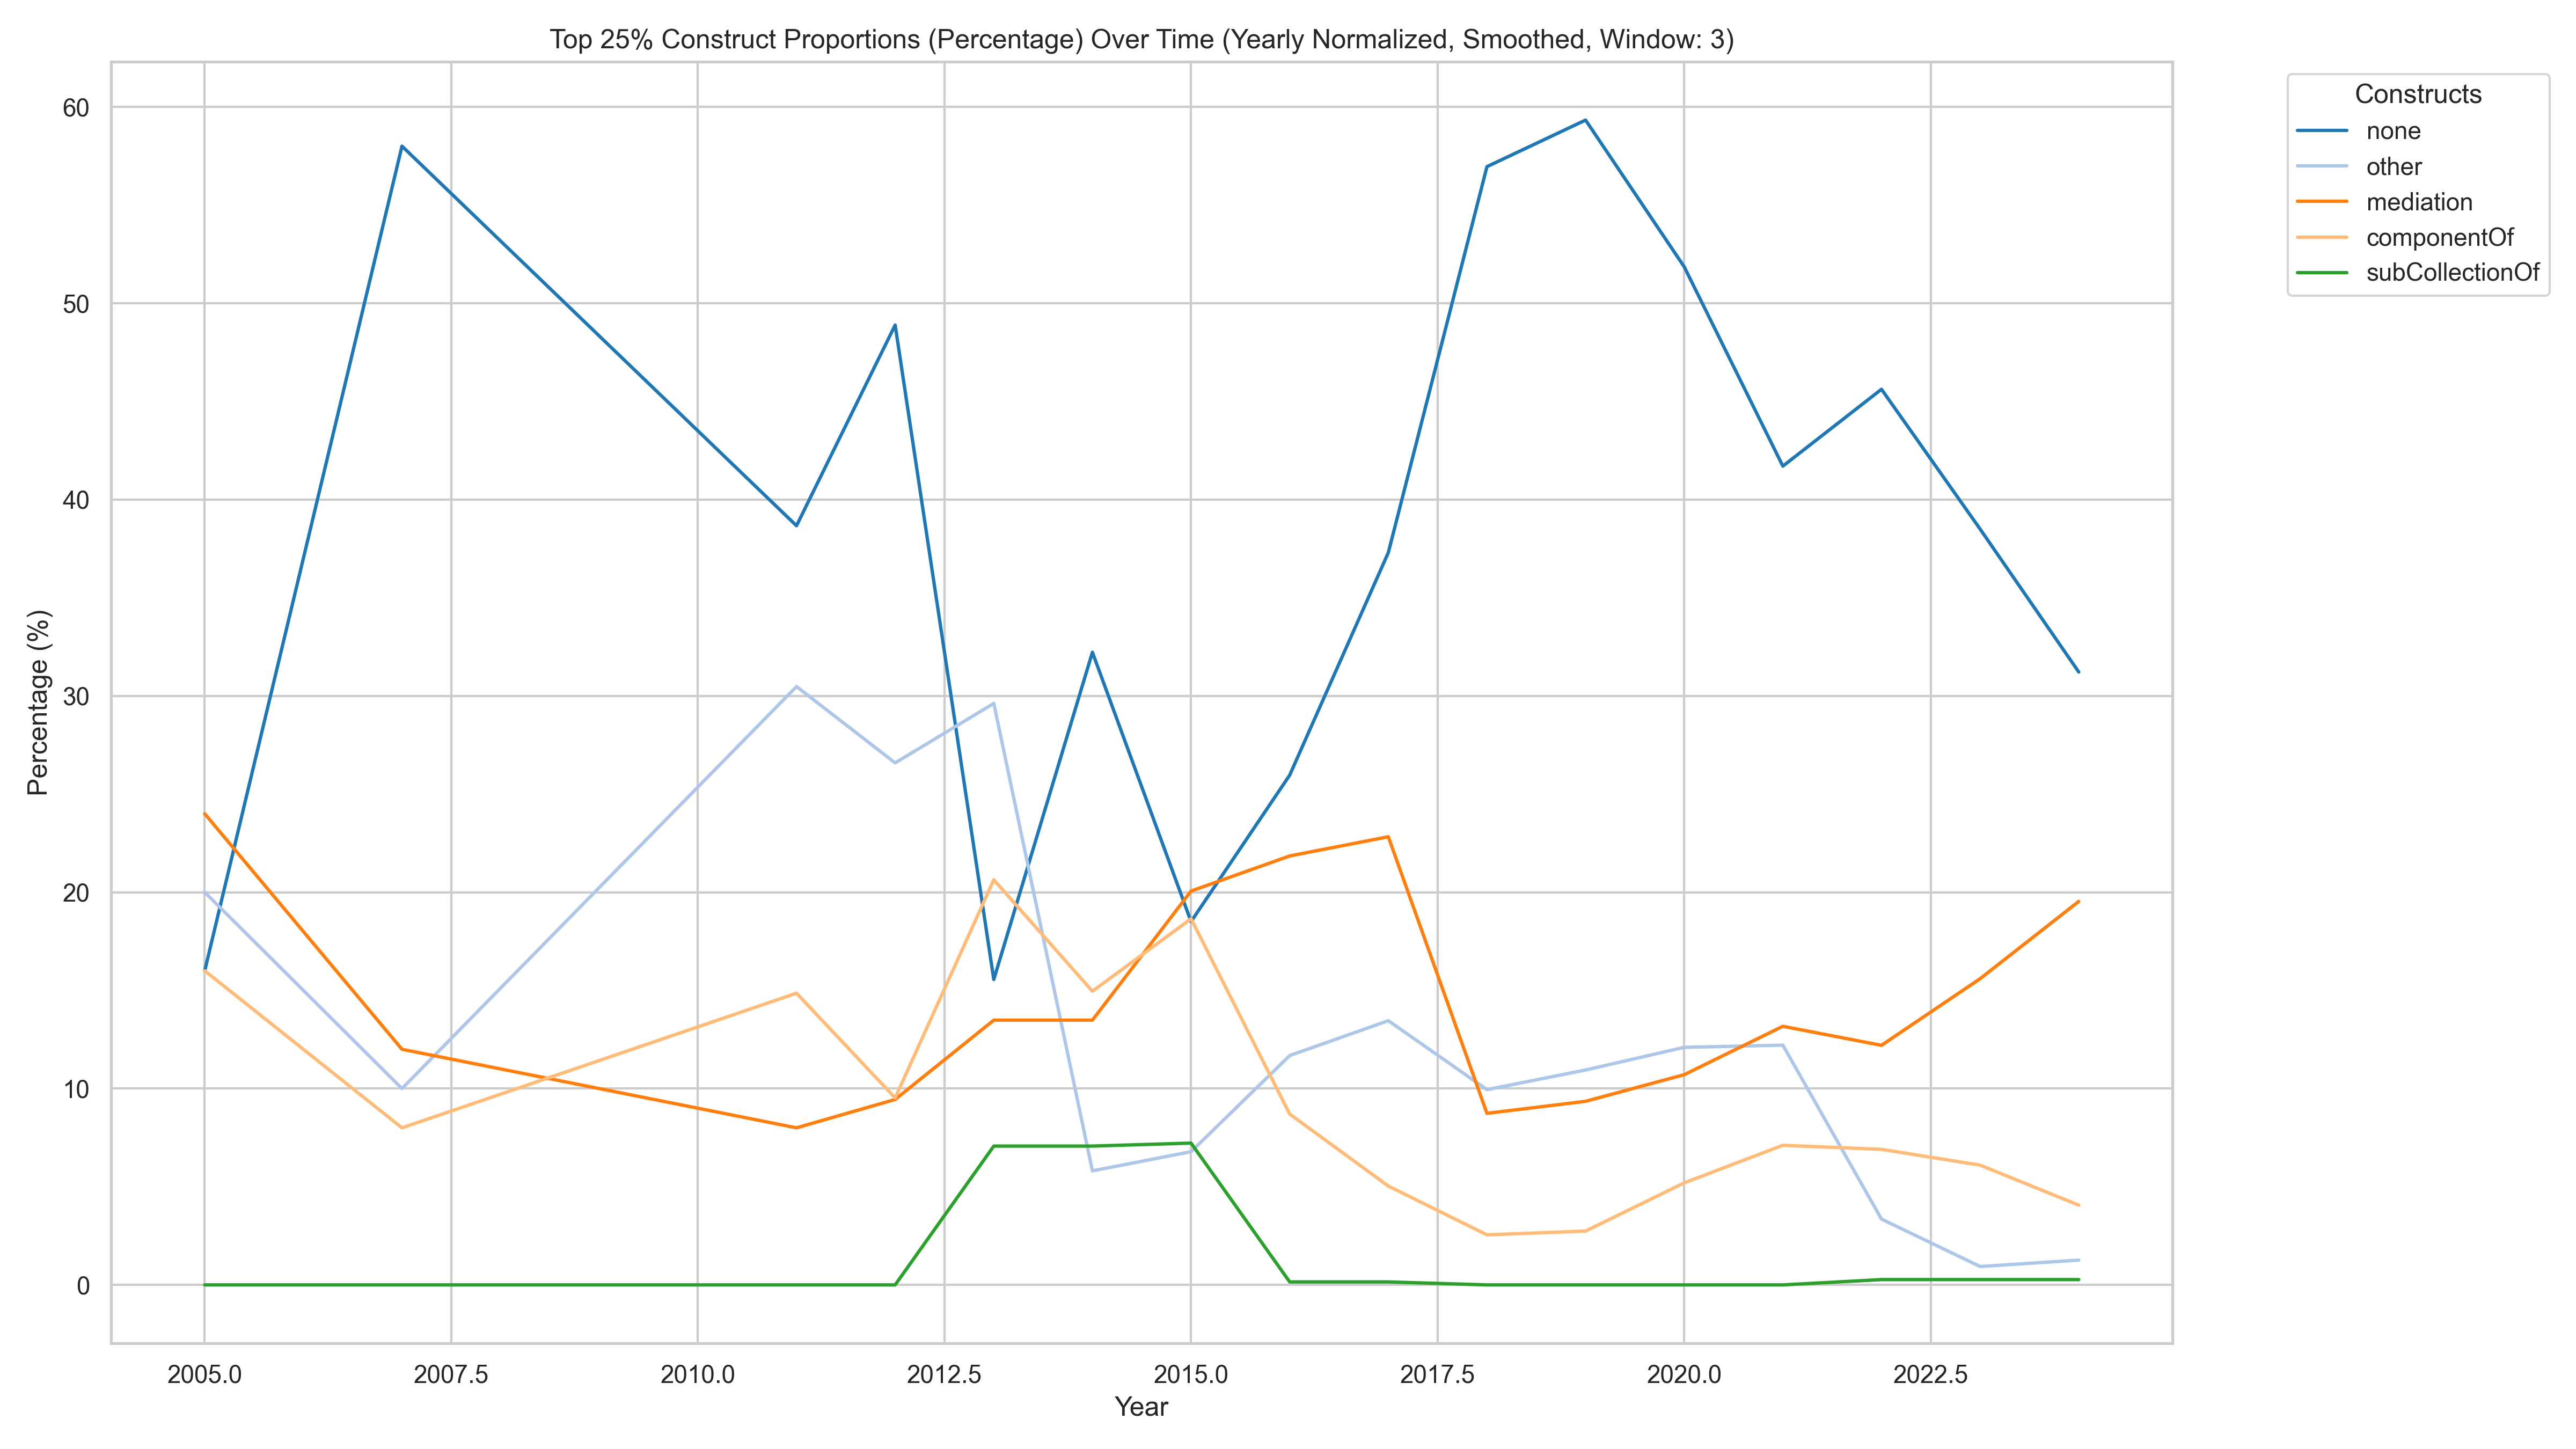 Top 25% Construct Proportions (Percentage) Over Time (Yearly Normalized, Smoothed, Window: 3)
Constructs
none
other
mediation
componentOf
subCollectionOf
Percentage (%)
60
50
40
30
20
10
0
2005.0 2007.5 2010.0 2012.5 2015.0 2017.5 2020.0 2022.5
Year